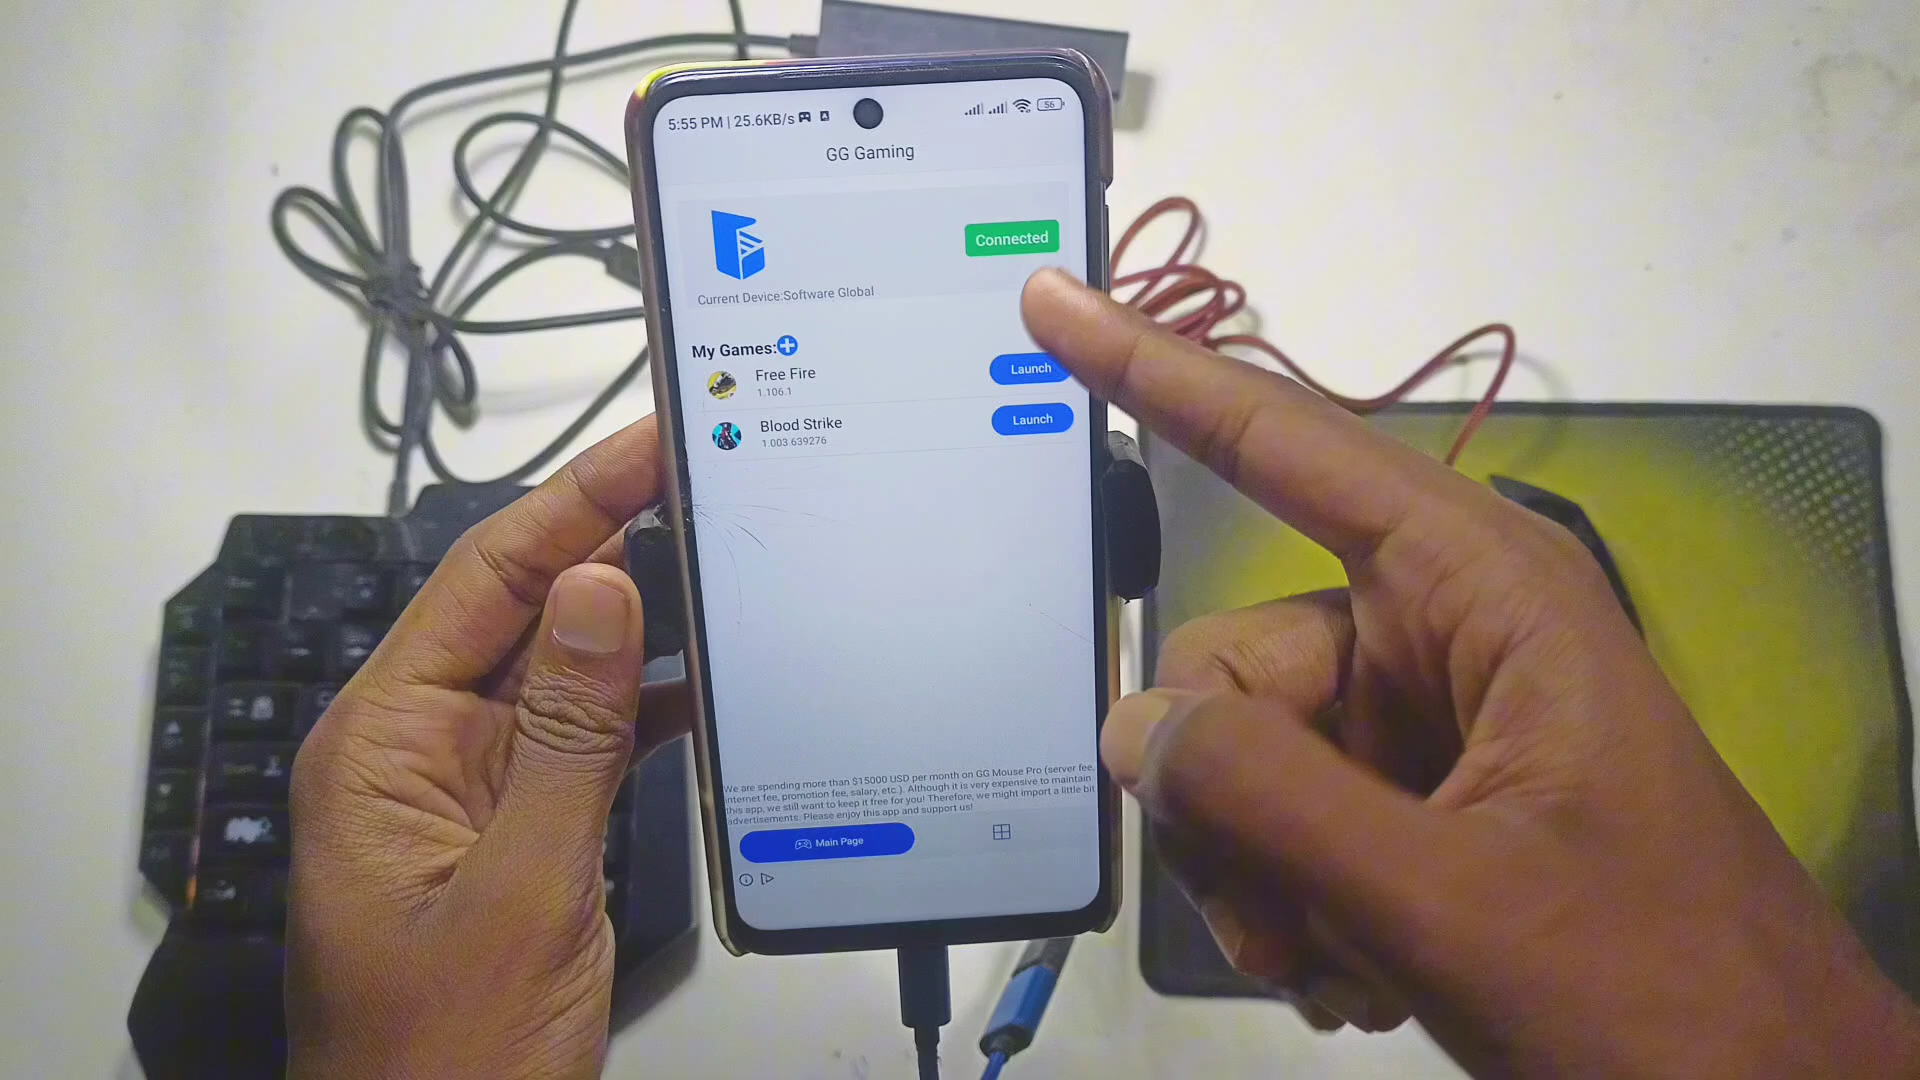 5:55 PM | 25.6KB/s
56
GG Gaming
Connected
Current Device:Software Global
My Games:
Free Fire
1.106.1
Launch
Blood Strike
1.003.639276
Launch
We are spending more than $15000 USD per month on GG Mouse Pro (server fee,
internet fee, promotion fee, salary, etc.). Although it is very expensive to maintain
this app, we still want to keep it free for you! Therefore, we might import a little bit
advertisements. Please enjoy this app and support us!
Main Page